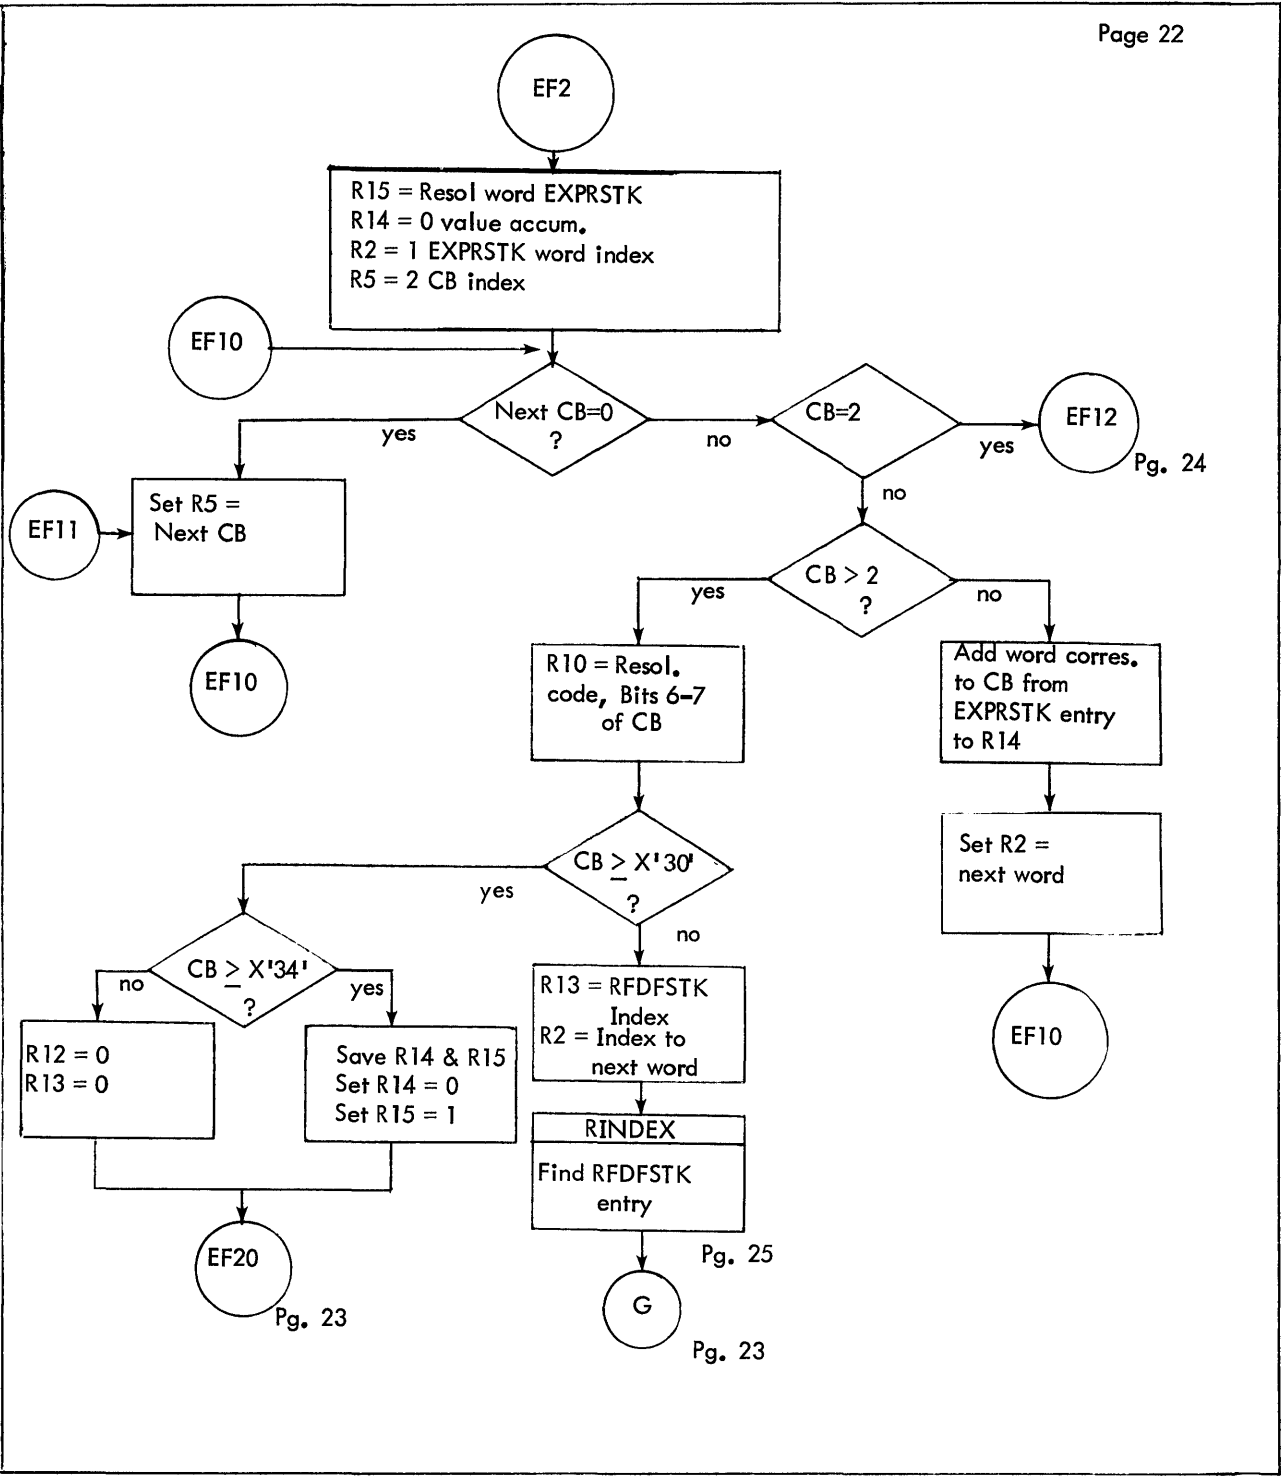 Page 22
EF2
R15 = Resol word EXPRSTK
R14 = 0 value accum.
R2 = 1 EXPRSTK word index
R5 = 2 CB index
EF10
Next CB=0
?
yes
no
CB=2
yes
EF12
Pg. 24
no
Set R5 =
Next CB
EF11
EF10
CB > 2
?
yes
no
R10 = Resol.
code, Bits 6-7
of CB
Add word corres.
to CB from
EXPRSTK entry
to R14
Set R2 =
next word
EF10
CB ≥ X'30'
?
yes
no
CB ≥ X'34'
?
no
yes
R12 = 0
R13 = 0
Save R14 & R15
Set R14 = 0
Set R15 = 1
EF20
Pg. 23
R13 = RFDFSTK
Index
R2 = Index to
next word
RINDEX
Find RFDFSTK
entry
Pg. 25
G
Pg. 23